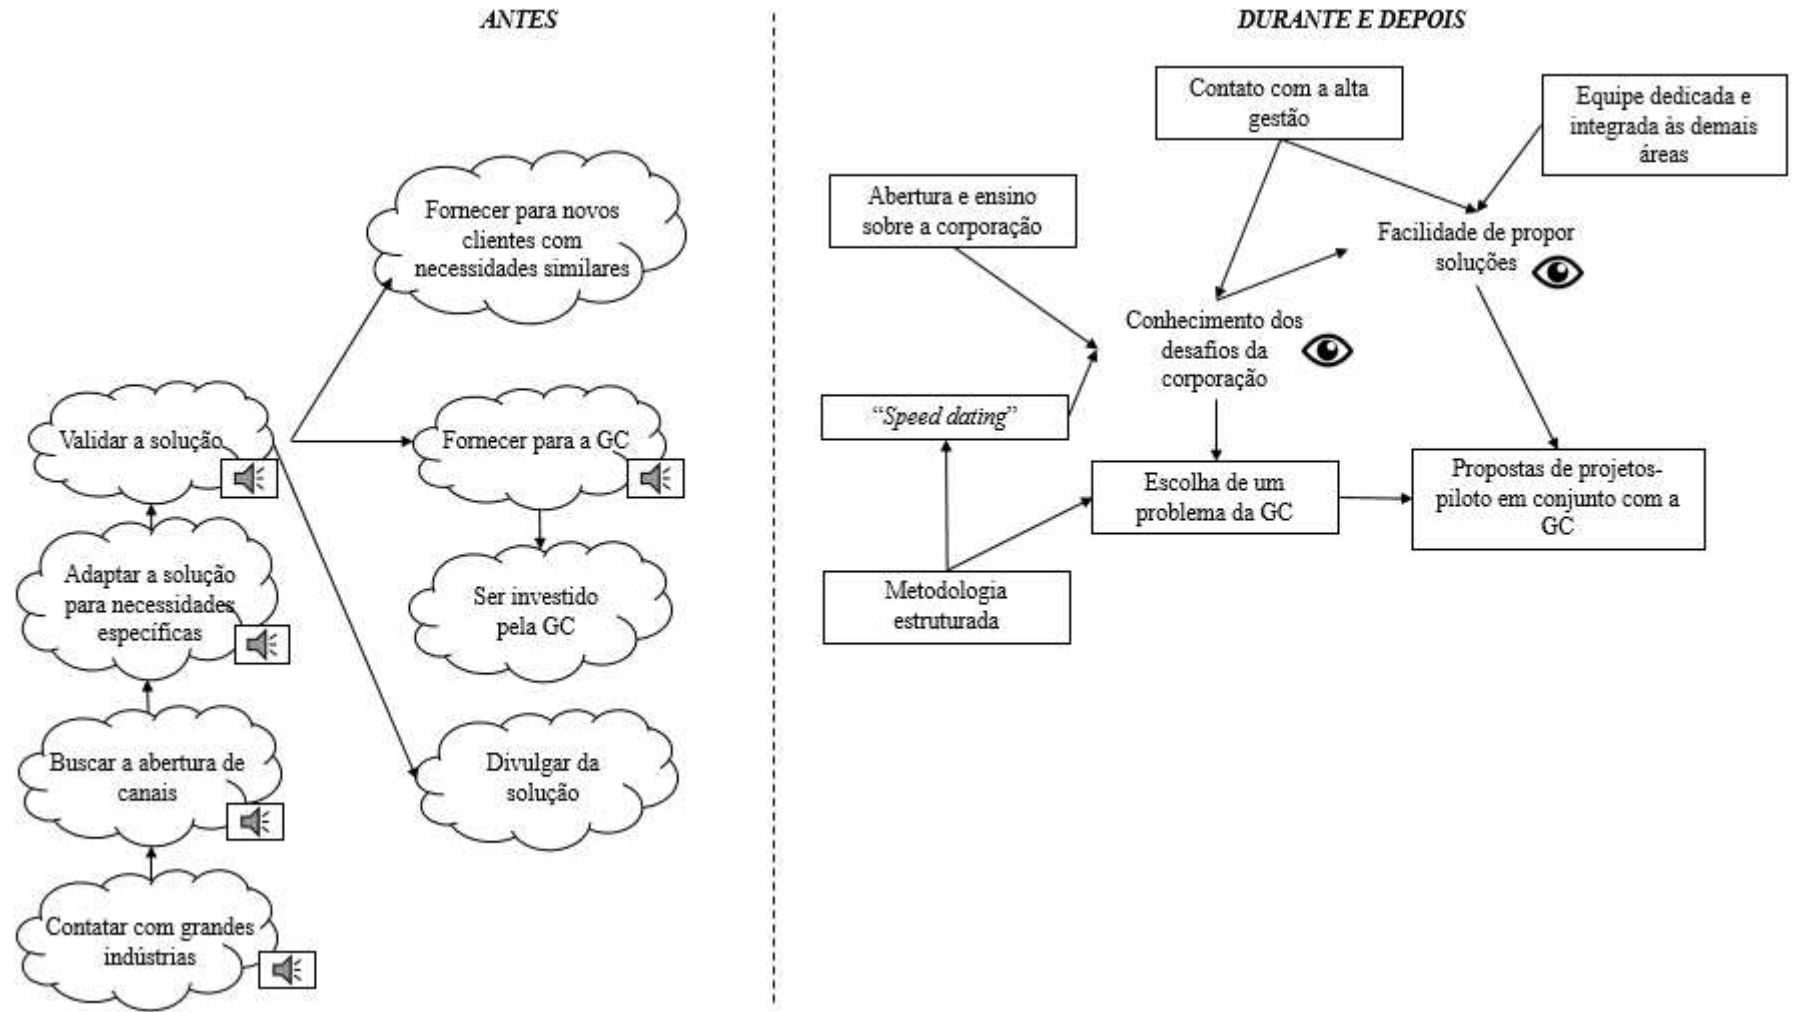 ANTES
Fornecer para novos
clientes com
necessidades similares
Validar a solução
Fornecer para a GC
Adaptar a solução
para necessidades
específicas
Ser investido
pela GC
Buscar a abertura de
canais
Divulgar da
solução
Contatar com grandes
indústrias
DURANTE E DEPOIS
Contato com a alta
gestão
Equipe dedicada e
integrada às demais
áreas
Abertura e ensino
sobre a corporação
Facilidade de propor
soluções
Conhecimento dos
desafios da
corporação
“Speed dating”
Escolha de um
problema da GC
Propostas de projetos-
piloto em conjunto com a
GC
Metodologia
estruturada